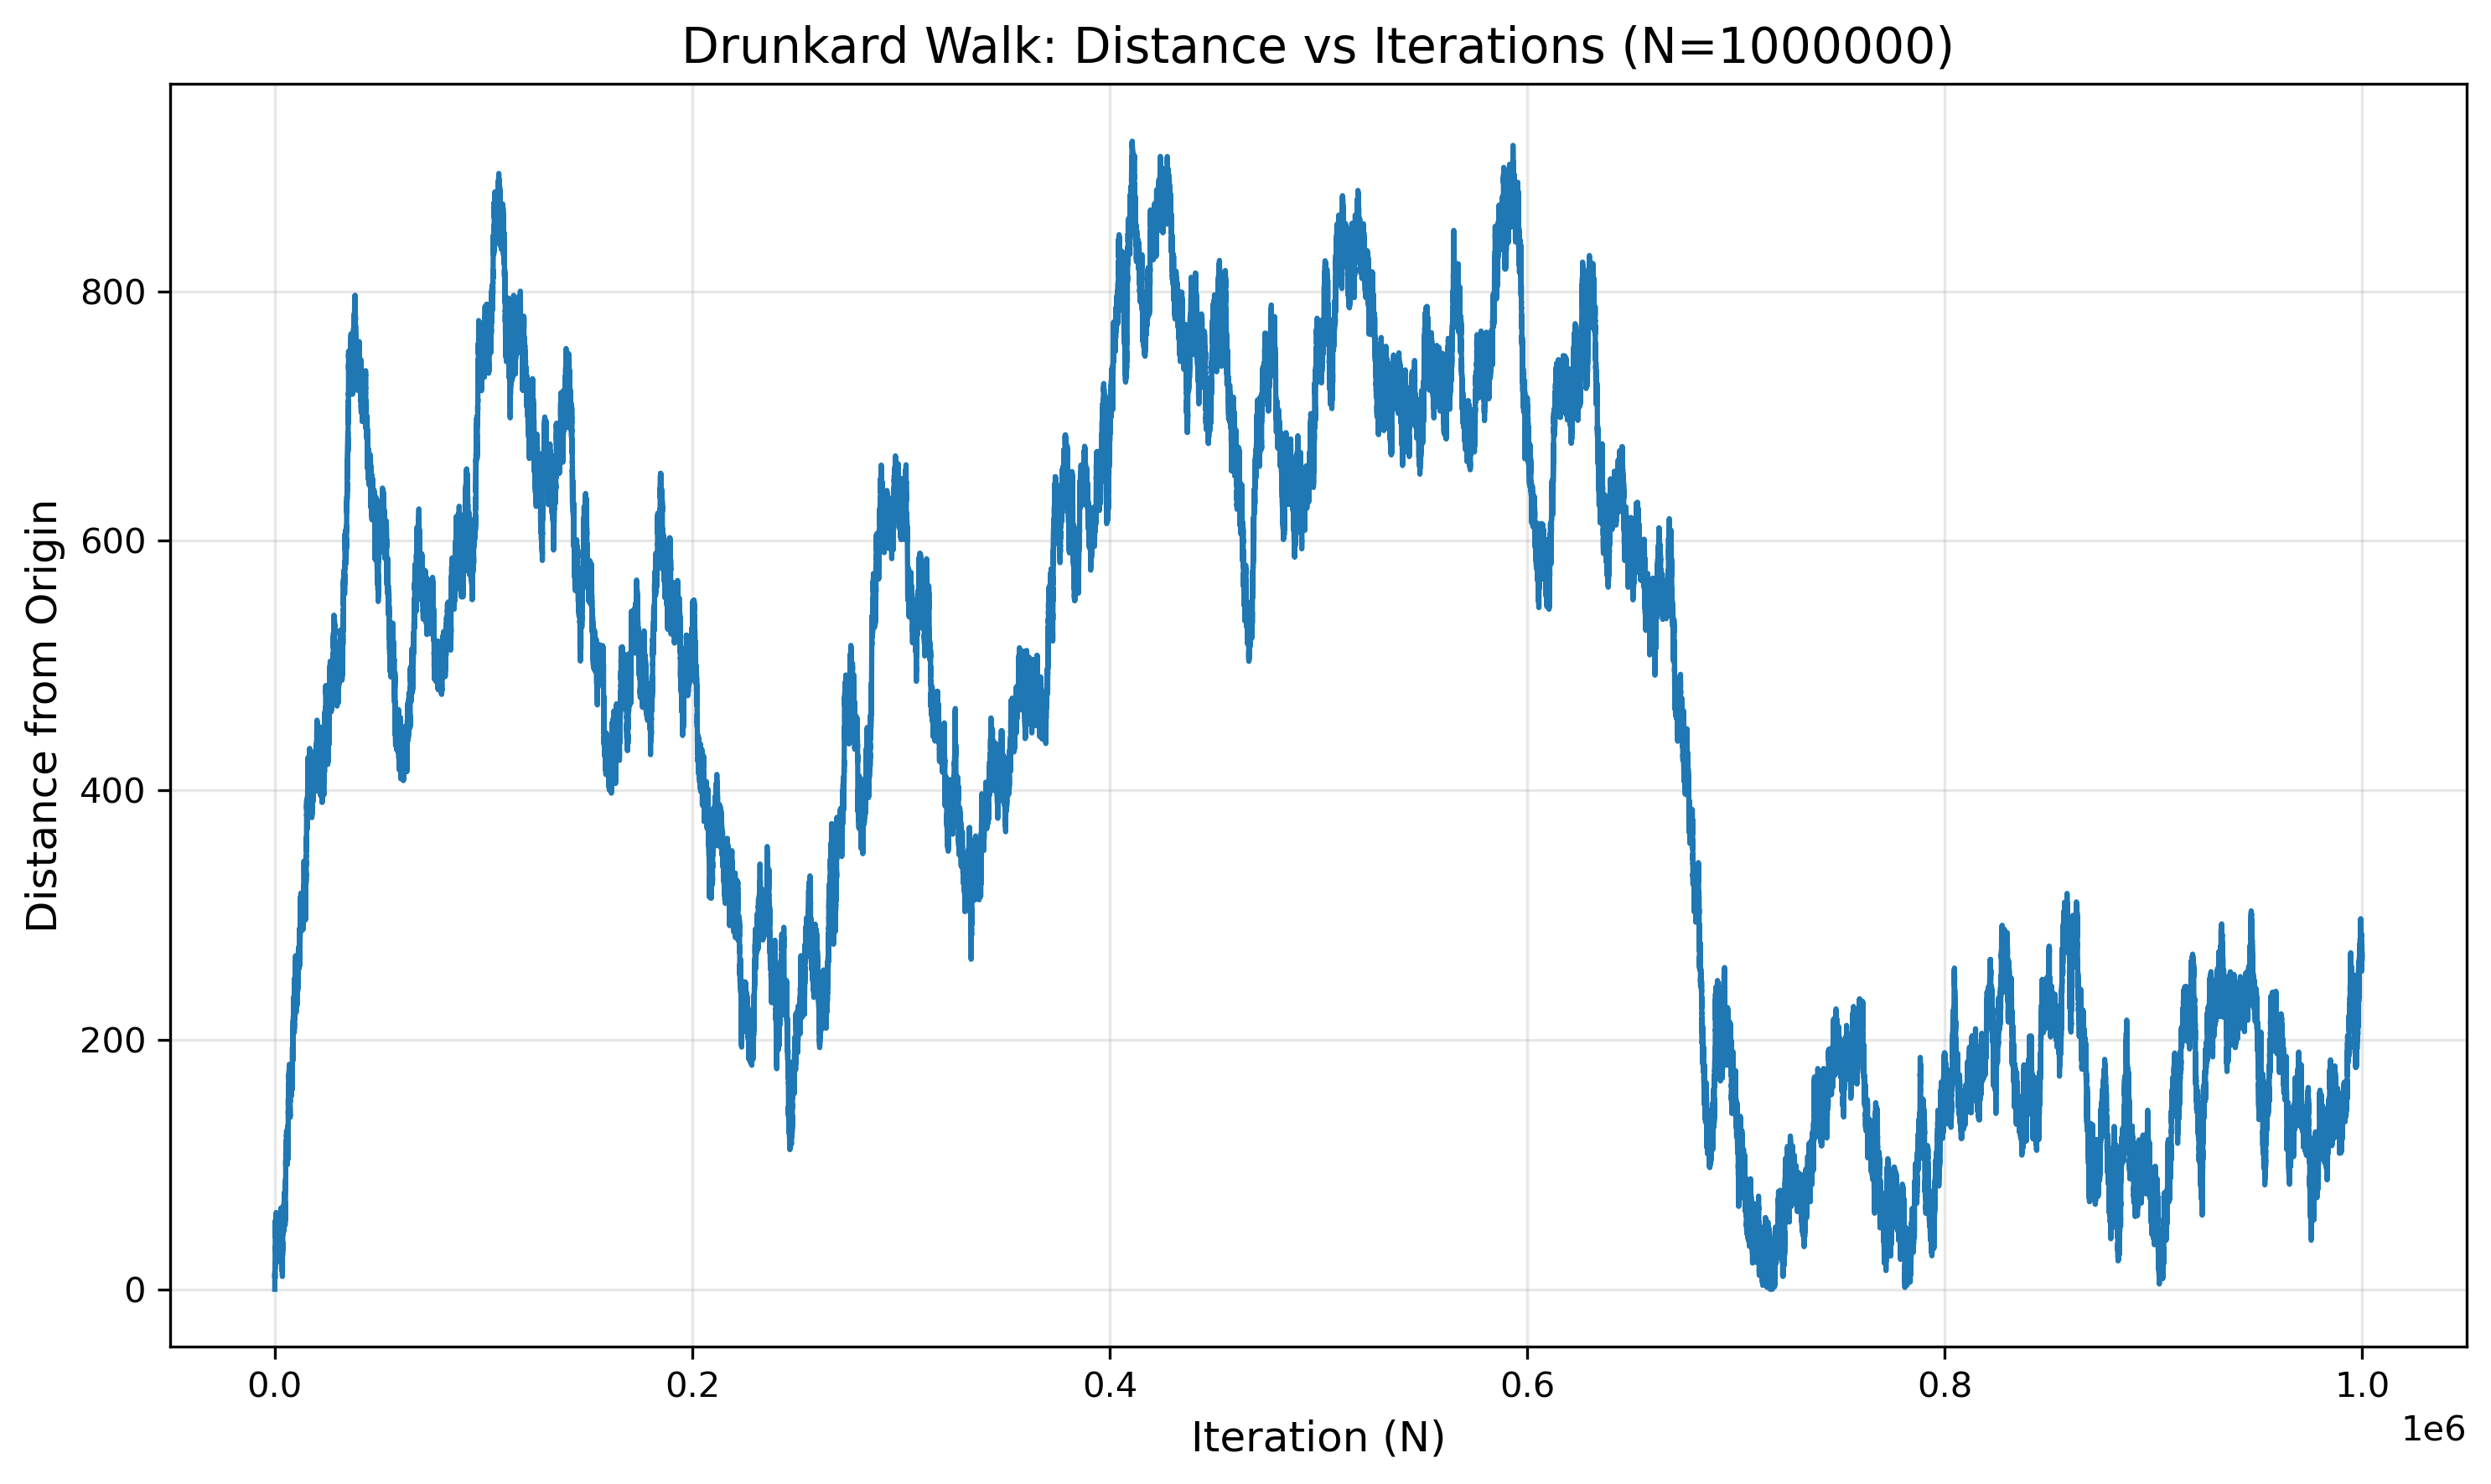 Drunkard Walk: Distance vs Iterations (N=1000000)
Distance from Origin
800
600
400
200
0
0.0 0.2 0.4 0.6 0.8 1.0
1e6
Iteration (N)